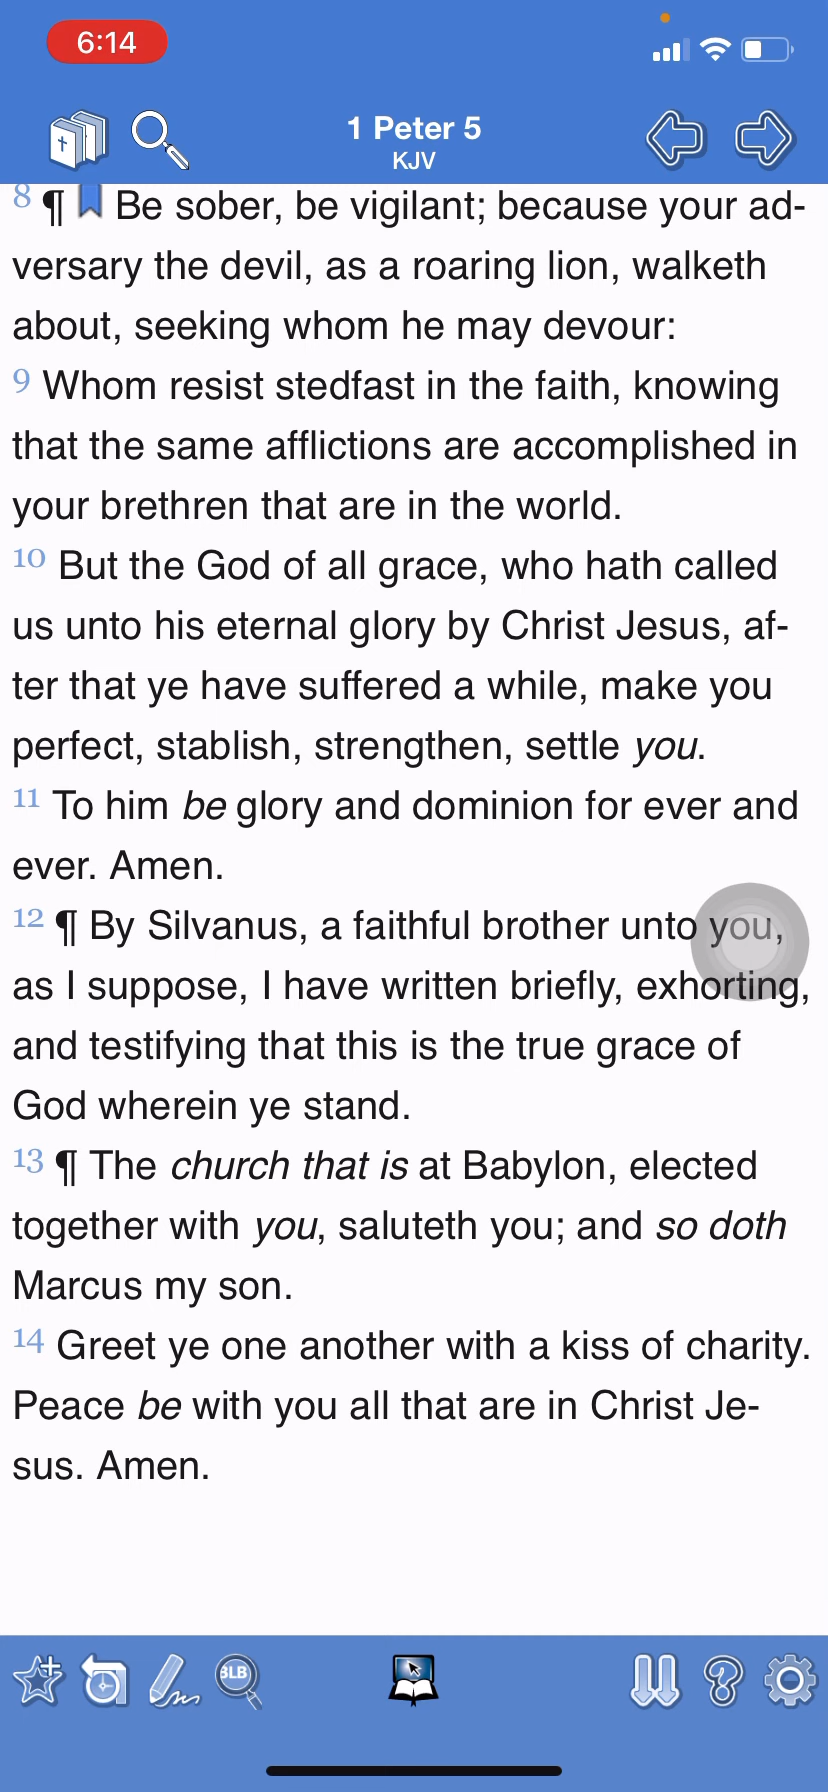 6:14
1 Peter 5
KJV
8 ¶ Be sober, be vigilant; because your ad-
versary the devil, as a roaring lion, walketh
about, seeking whom he may devour:
9 Whom resist stedfast in the faith, knowing
that the same afflictions are accomplished in
your brethren that are in the world.
10 But the God of all grace, who hath called
us unto his eternal glory by Christ Jesus, af-
ter that ye have suffered a while, make you
perfect, stablish, strengthen, settle you.
11 To him be glory and dominion for ever and
ever. Amen.
12 ¶ By Silvanus, a faithful brother unto you,
as I suppose, I have written briefly, exhorting,
and testifying that this is the true grace of
God wherein ye stand.
13 ¶ The church that is at Babylon, elected
together with you, saluteth you; and so doth
Marcus my son.
14 Greet ye one another with a kiss of charity.
Peace be with you all that are in Christ Je-
sus. Amen.
BLB